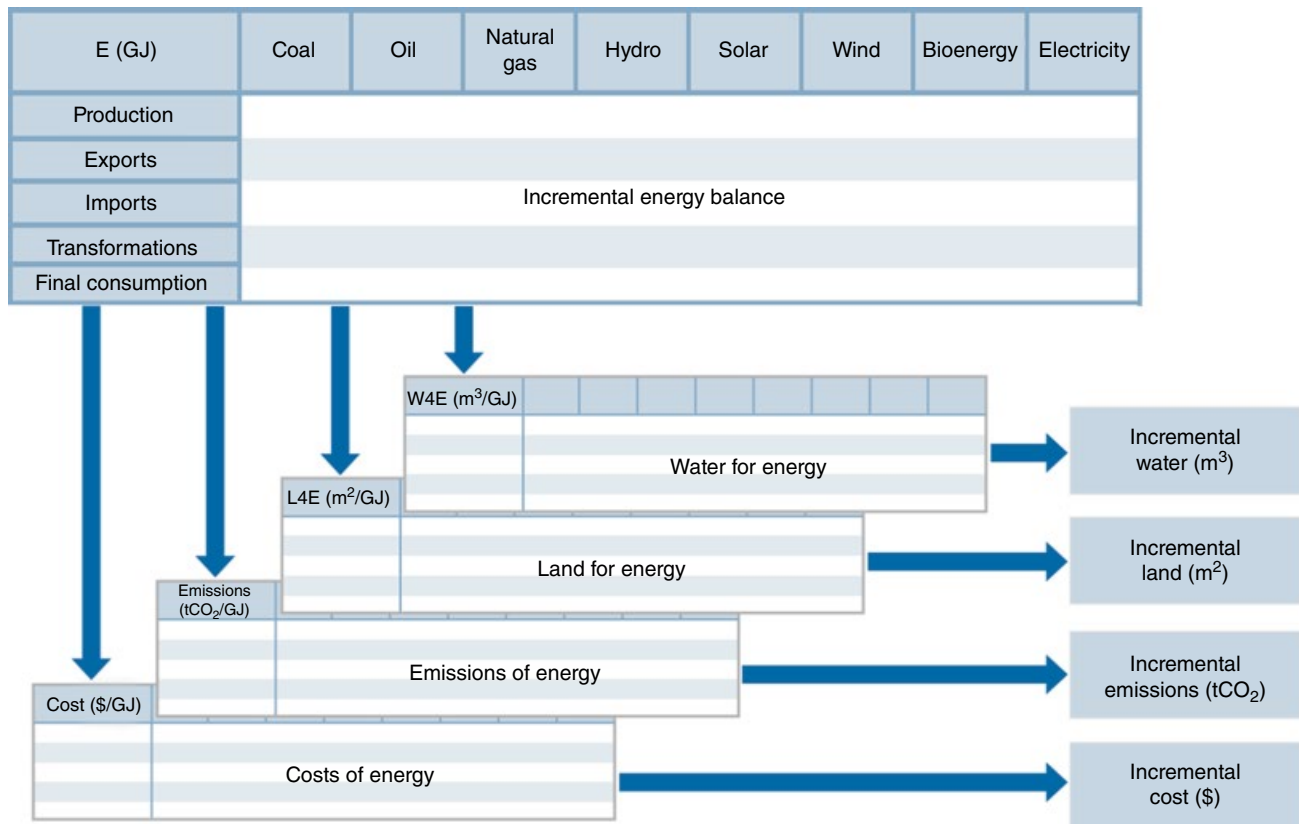 E (GJ)
Coal
Oil
Natural
gas
Hydro
Solar
Wind
Bioenergy
Electricity
Production
Exports
Imports
Transformations
Final consumption
Incremental energy balance
W4E (m³/GJ)
Water for energy
Incremental
water (m³)
L4E (m²/GJ)
Land for energy
Incremental
land (m²)
Emissions
(tCO₂/GJ)
Emissions of energy
Incremental
emissions (tCO₂)
Cost ($/GJ)
Costs of energy
Incremental
cost ($)